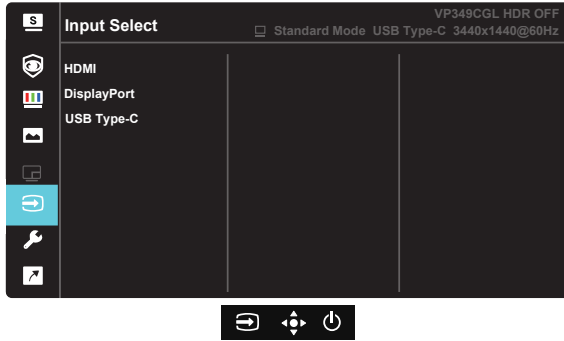 S
VP349CGL HDR OFF
Input Select
Standard Mode USB Type-C 3440x1440@60Hz
HDMI
DisplayPort
USB Type-C